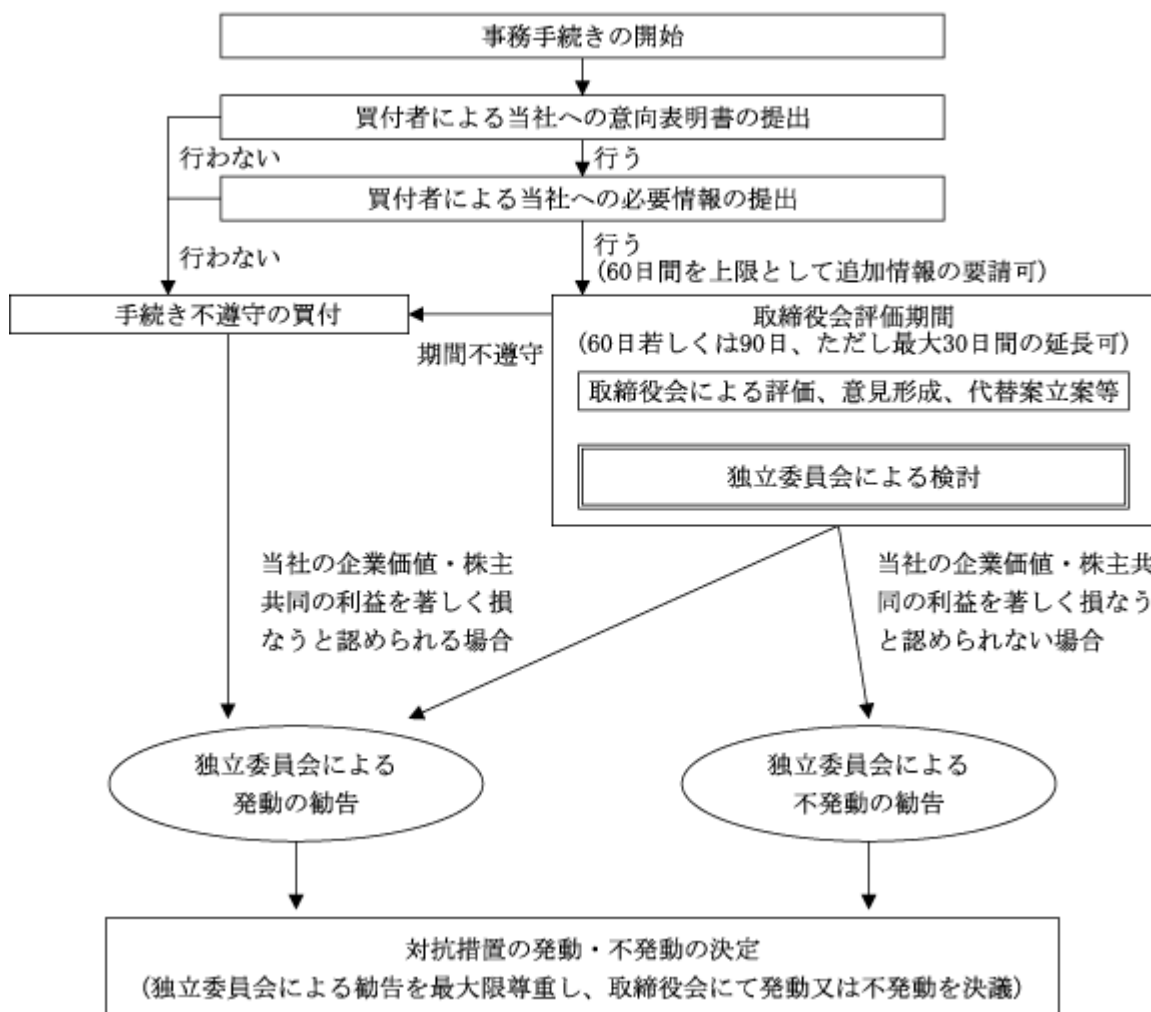 事務手続きの開始
買付者による当社への意向表明書の提出
行わない
行う
買付者による当社への必要情報の提出
行わない
行う
(60日間を上限として追加情報の要請可)
手続き不遵守の買付
期間不遵守
取締役会評価期間
(60日若しくは90日、ただし最大30日間の延長可)
取締役会による評価、意見形成、代替案立案等
独立委員会による検討
当社の企業価値・株主
共同の利益を著しく損
なうと認められる場合
当社の企業価値・株主共
同の利益を著しく損なう
と認められない場合
独立委員会による
発動の勧告
独立委員会による
不発動の勧告
対抗措置の発動・不発動の決定
(独立委員会による勧告を最大限尊重し、取締役会にて発動又は不発動を決議)